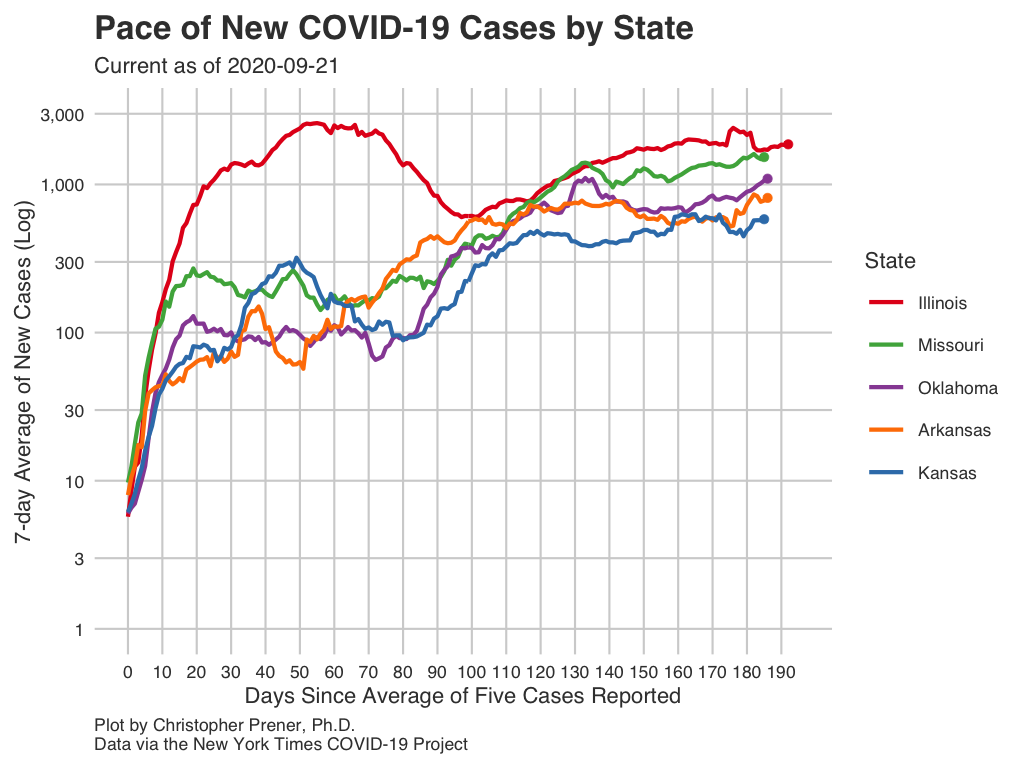 Pace of New COVID-19 Cases by State
Current as of 2020-09-21
7-day Average of New Cases (Log)
3,000
1,000
300
100
30
10
3
1
0 10 20 30 40 50 60 70 80 90 100 110 120 130 140 150 160 170 180 190
Days Since Average of Five Cases Reported
State
Illinois
Missouri
Oklahoma
Arkansas
Kansas
Plot by Christopher Prener, Ph.D.
Data via the New York Times COVID-19 Project